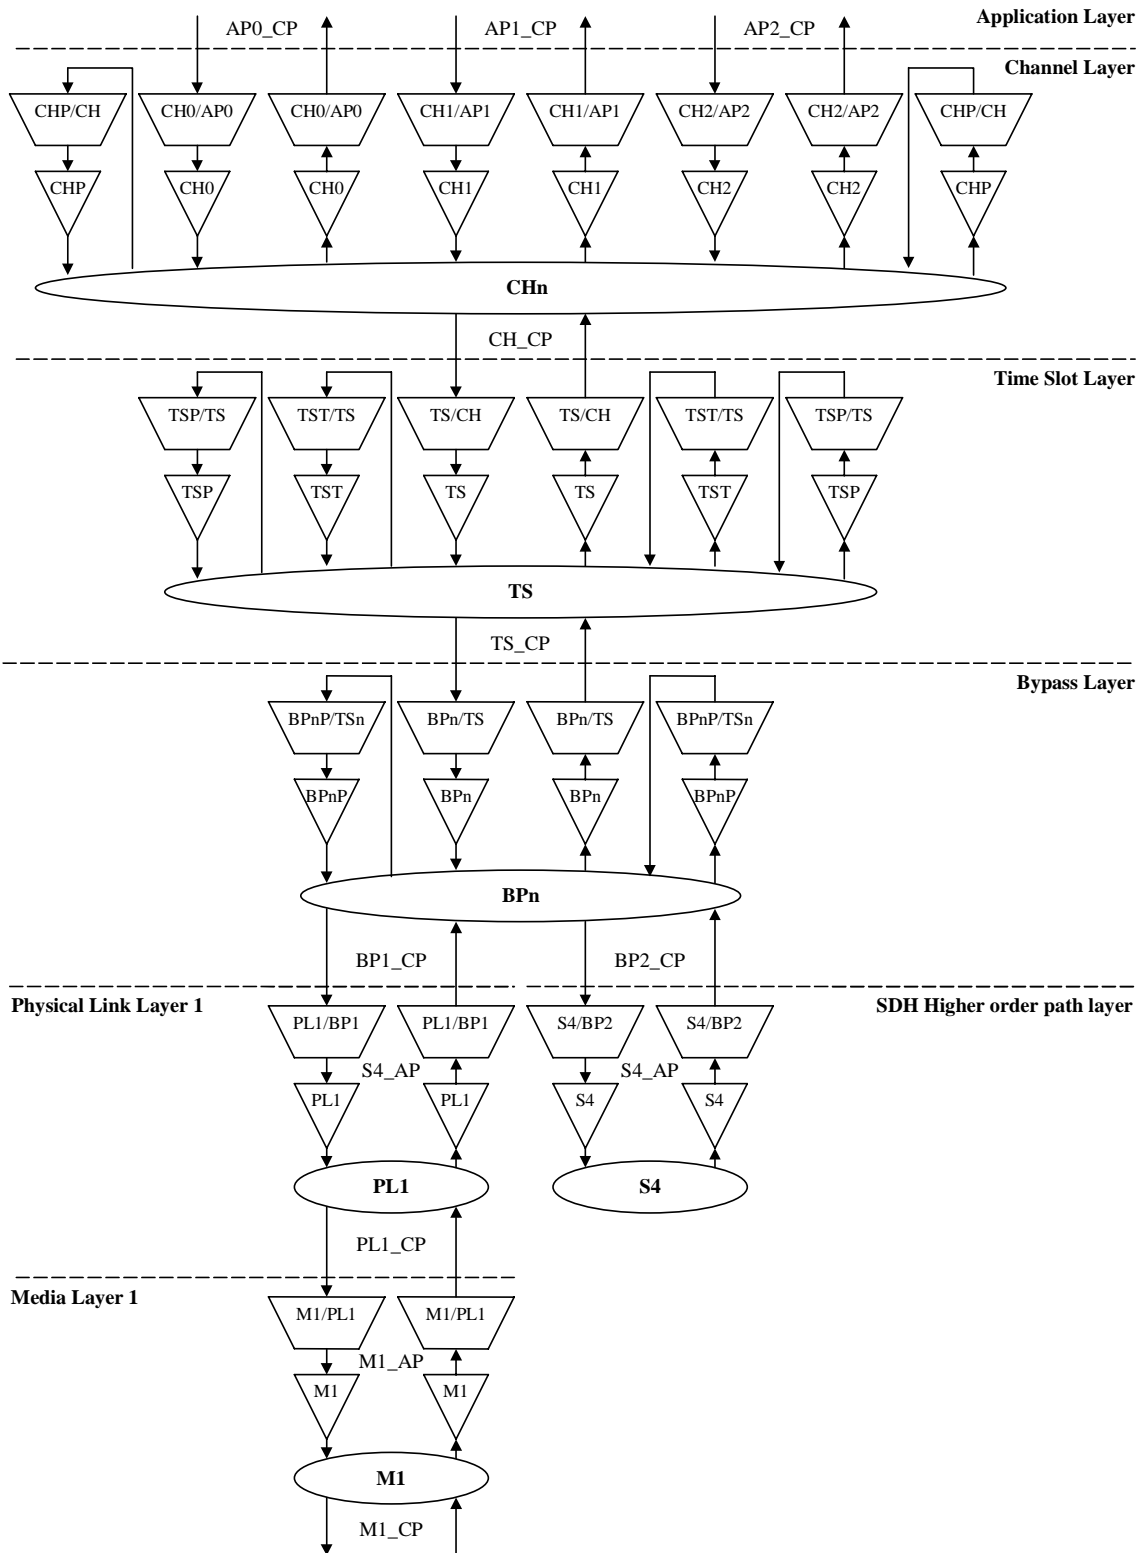 Application Layer
AP0_CP AP1_CP AP2_CP
Channel Layer
CHP/CH CH0/AP0 CH0/AP0 CH1/AP1 CH1/AP1 CH2/AP2 CH2/AP2 CHP/CH
CHP CH0 CH0 CH1 CH1 CH2 CH2 CHP
CHn
CH_CP
Time Slot Layer
TSP/TS TST/TS TS/CH TS/CH TST/TS TSP/TS
TSP TST TS TS TST TSP
TS
TS_CP
Bypass Layer
BPnP/TSn BPn/TS BPn/TS BPnP/TSn
BPnP BPn BPn BPnP
BPn
BP1_CP BP2_CP
Physical Link Layer 1 SDH Higher order path layer
PL1/BP1 PL1/BP1 S4/BP2 S4/BP2
S4_AP S4_AP
PL1 PL1 S4 S4
PL1 S4
PL1_CP
Media Layer 1
M1/PL1 M1/PL1
M1_AP
M1 M1
M1
M1_CP